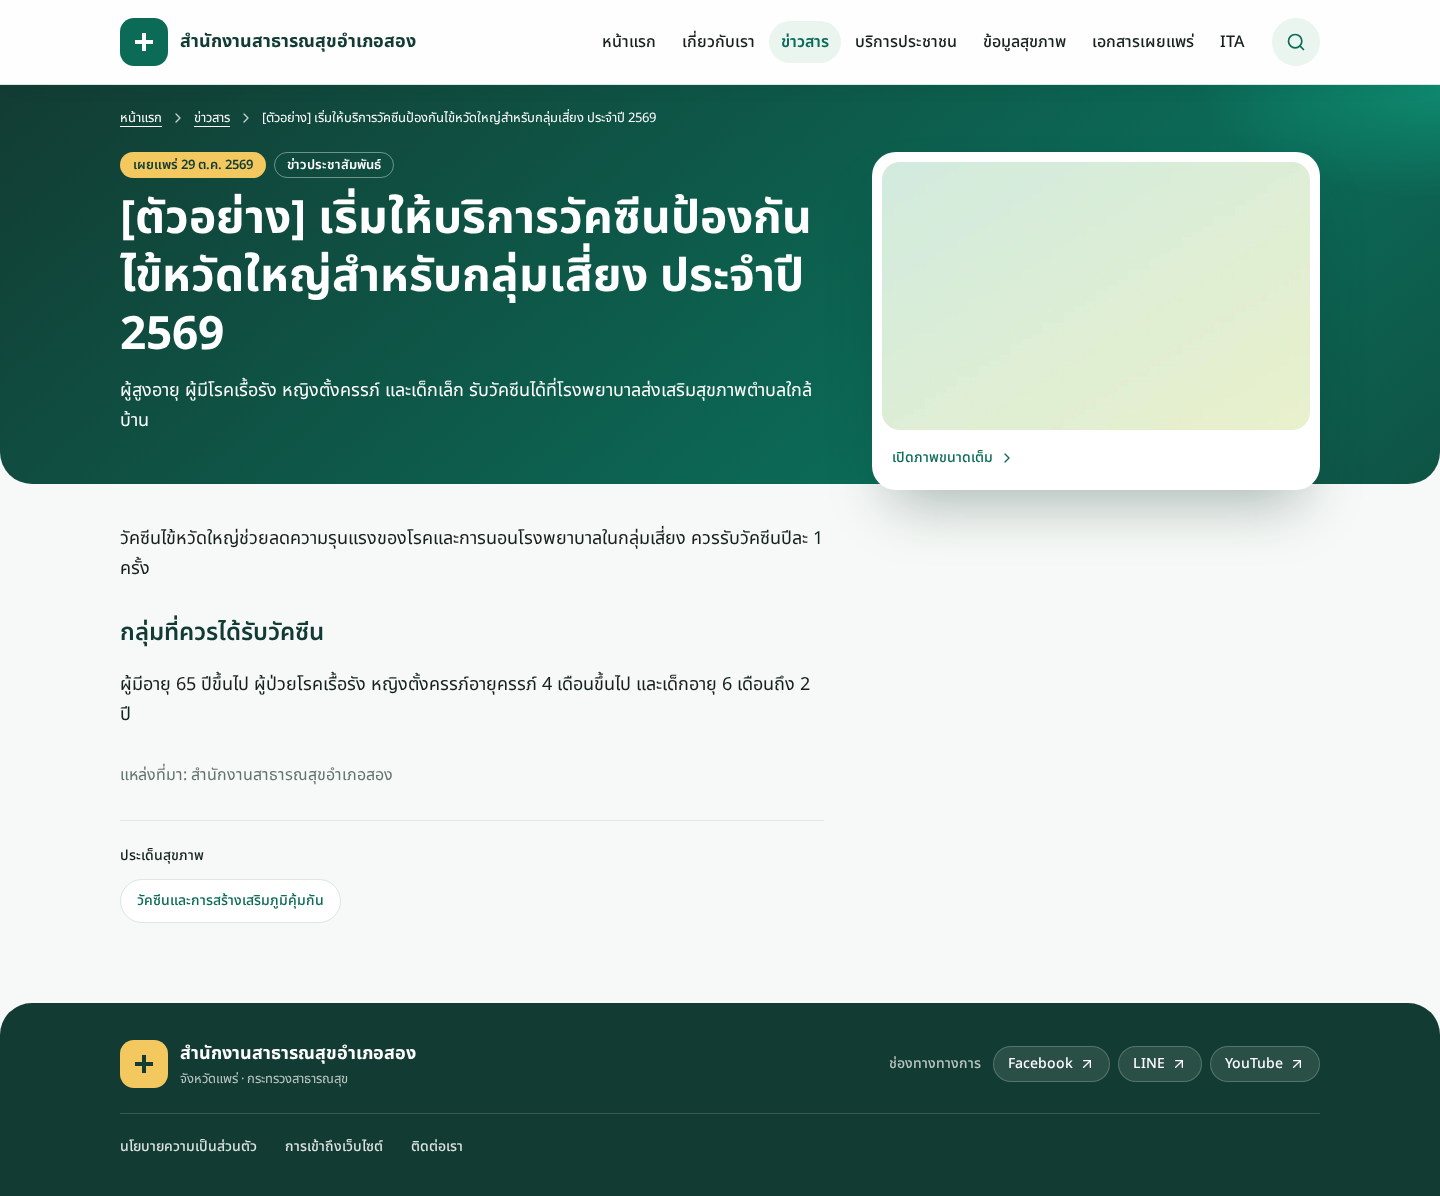 สำนักงานสาธารณสุขอำเภอสอง
หน้าแรก
เกี่ยวกับเรา
ข่าวสาร
บริการประชาชน
ข้อมูลสุขภาพ
เอกสารเผยแพร่
ITA
หน้าแรก
ข่าวสาร
[ตัวอย่าง] เริ่มให้บริการวัคซีนป้องกันไข้หวัดใหญ่สำหรับกลุ่มเสี่ยง ประจำปี 2569
เผยแพร่ 29 ต.ค. 2569
ข่าวประชาสัมพันธ์
[ตัวอย่าง] เริ่มให้บริการวัคซีนป้องกัน
ไข้หวัดใหญ่สำหรับกลุ่มเสี่ยง ประจำปี
2569
ผู้สูงอายุ ผู้มีโรคเรื้อรัง หญิงตั้งครรภ์ และเด็กเล็ก รับวัคซีนได้ที่โรงพยาบาลส่งเสริมสุขภาพตำบลใกล้
บ้าน
เปิดภาพขนาดเต็ม
วัคซีนไข้หวัดใหญ่ช่วยลดความรุนแรงของโรคและการนอนโรงพยาบาลในกลุ่มเสี่ยง ควรรับวัคซีนปีละ 1
ครั้ง
กลุ่มที่ควรได้รับวัคซีน
ผู้มีอายุ 65 ปีขึ้นไป ผู้ป่วยโรคเรื้อรัง หญิงตั้งครรภ์อายุครรภ์ 4 เดือนขึ้นไป และเด็กอายุ 6 เดือนถึง 2
ปี
แหล่งที่มา: สำนักงานสาธารณสุขอำเภอสอง
ประเด็นสุขภาพ
วัคซีนและการสร้างเสริมภูมิคุ้มกัน
สำนักงานสาธารณสุขอำเภอสอง
จังหวัดแพร่ · กระทรวงสาธารณสุข
ช่องทางทางการ
Facebook
LINE
YouTube
นโยบายความเป็นส่วนตัว
การเข้าถึงเว็บไซต์
ติดต่อเรา